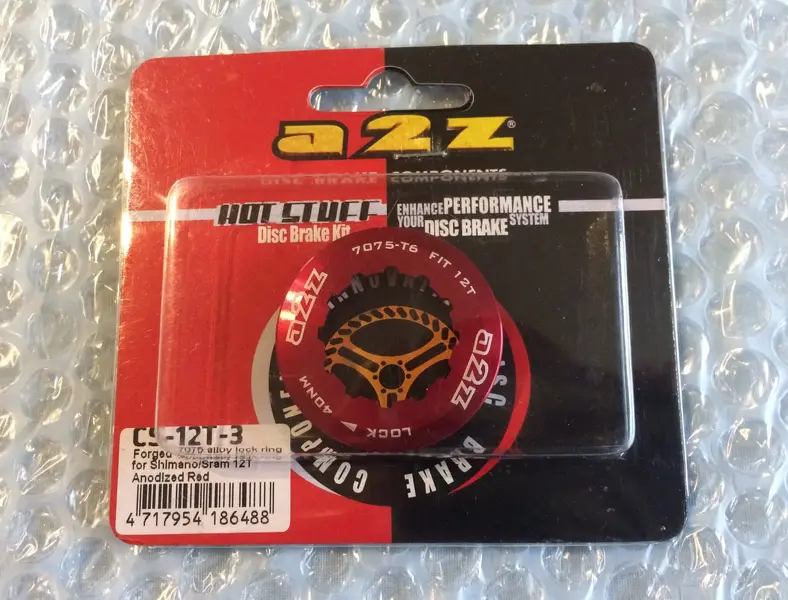 a2z®
DISC BRAKE COMPONENTS
HOT STUFF
Disc Brake Kit
ENHANCE PERFORMANCE
YOUR DISC BRAKE SYSTEM
7075-T6 FIT 12T
a2z
a2z
LOCK 40NM
BRAKE COMPONE
CS-12T-3
Forged 7075 alloy lock ring
for Shimano/Sram 12T
Anodized Red
4 717954 186488